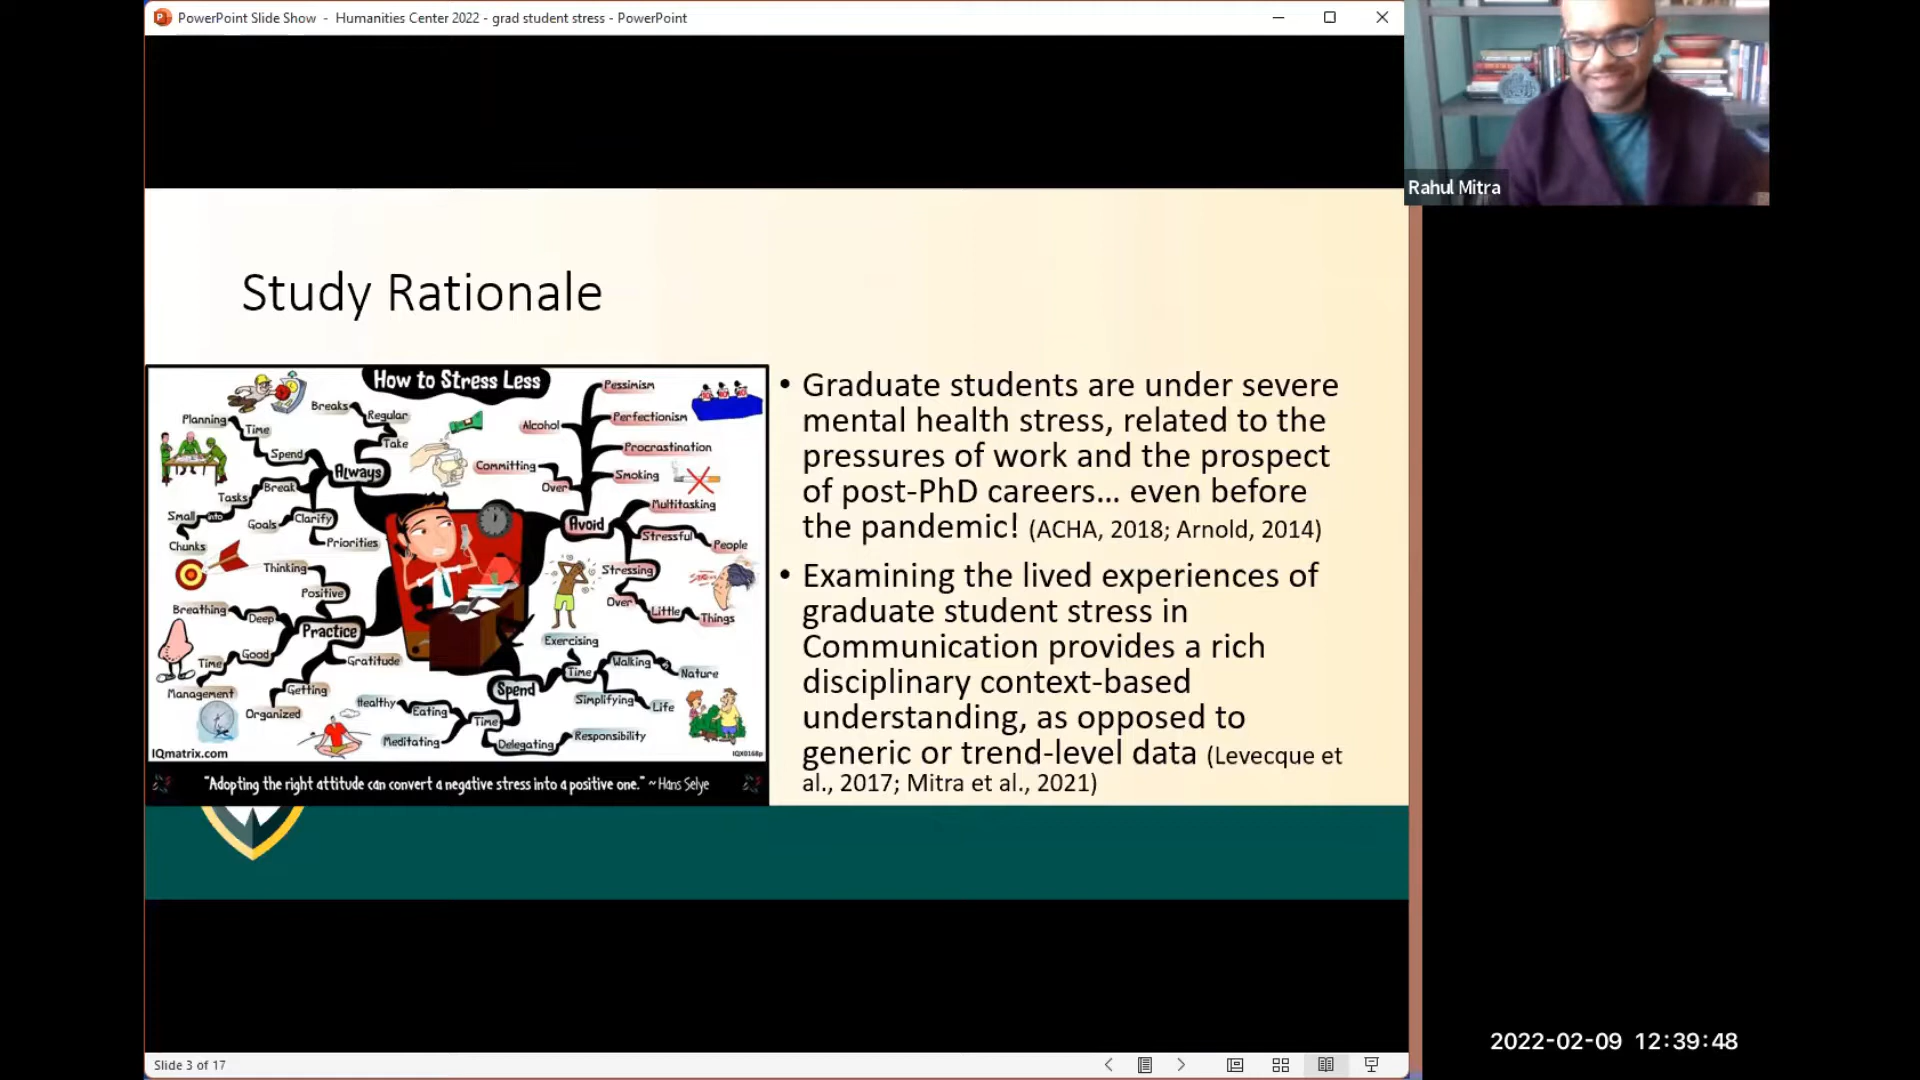 PowerPoint Slide Show - Humanities Center 2022 - grad student stress - PowerPoint
Rahul Mitra
Study Rationale
How to Stress Less
Always
Take
Regular
Breaks
Spend
Time
Planning
Break
Tasks
into
Small
Chunks
Clarify
Goals
Priorities
Practice
Positive
Thinking
Deep
Breathing
Good
Time
Management
Getting
Organized
Gratitude
Avoid
Pessimism
Perfectionism
Procrastination
Smoking
Alcohol
Over
Committing
Multitasking
Stressful
People
Stressing
Over
Little
Things
Spend
Time
Exercising
Walking
Nature
Simplifying
Life
Time
Healthy
Eating
Meditating
Delegating
Responsibility
IQmatrix.com
"Adopting the right attitude can convert a negative stress into a positive one." ~ Hans Selye
• Graduate students are under severe
mental health stress, related to the
pressures of work and the prospect
of post-PhD careers... even before
the pandemic! (ACHA, 2018; Arnold, 2014)
• Examining the lived experiences of
graduate student stress in
Communication provides a rich
disciplinary context-based
understanding, as opposed to
generic or trend-level data (Levecque et
al., 2017; Mitra et al., 2021)
2022-02-09 12:39:48
Slide 3 of 17